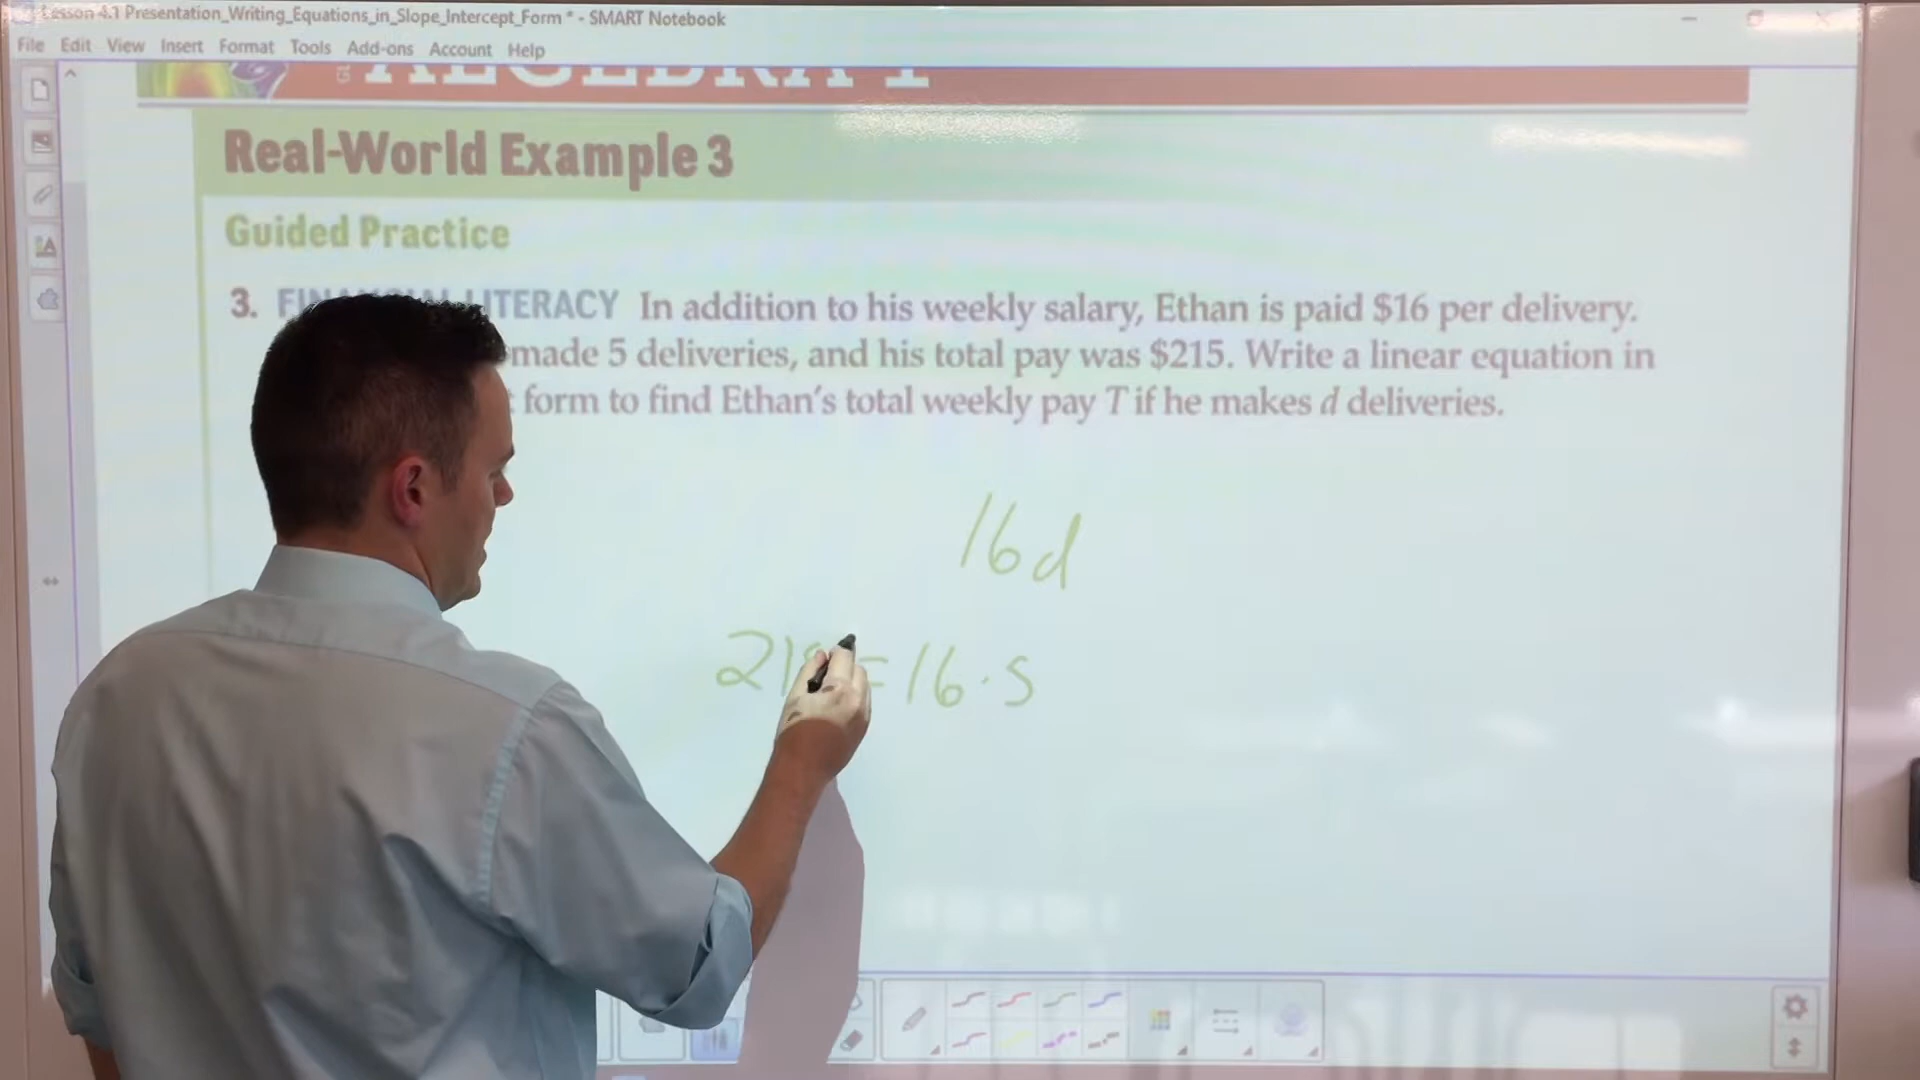 Lesson 4.1 Presentation_Writing_Equations_in_Slope_Intercept_Form * - SMART Notebook
File Edit View Insert Format Tools Add-ons Account Help
ALGEBRA 1
Real-World Example 3
Guided Practice
3. LITERACY In addition to his weekly salary, Ethan is paid $16 per delivery.
made 5 deliveries, and his total pay was $215. Write a linear equation in
form to find Ethan's total weekly pay T if he makes d deliveries.
16d
21 = 16 · 5